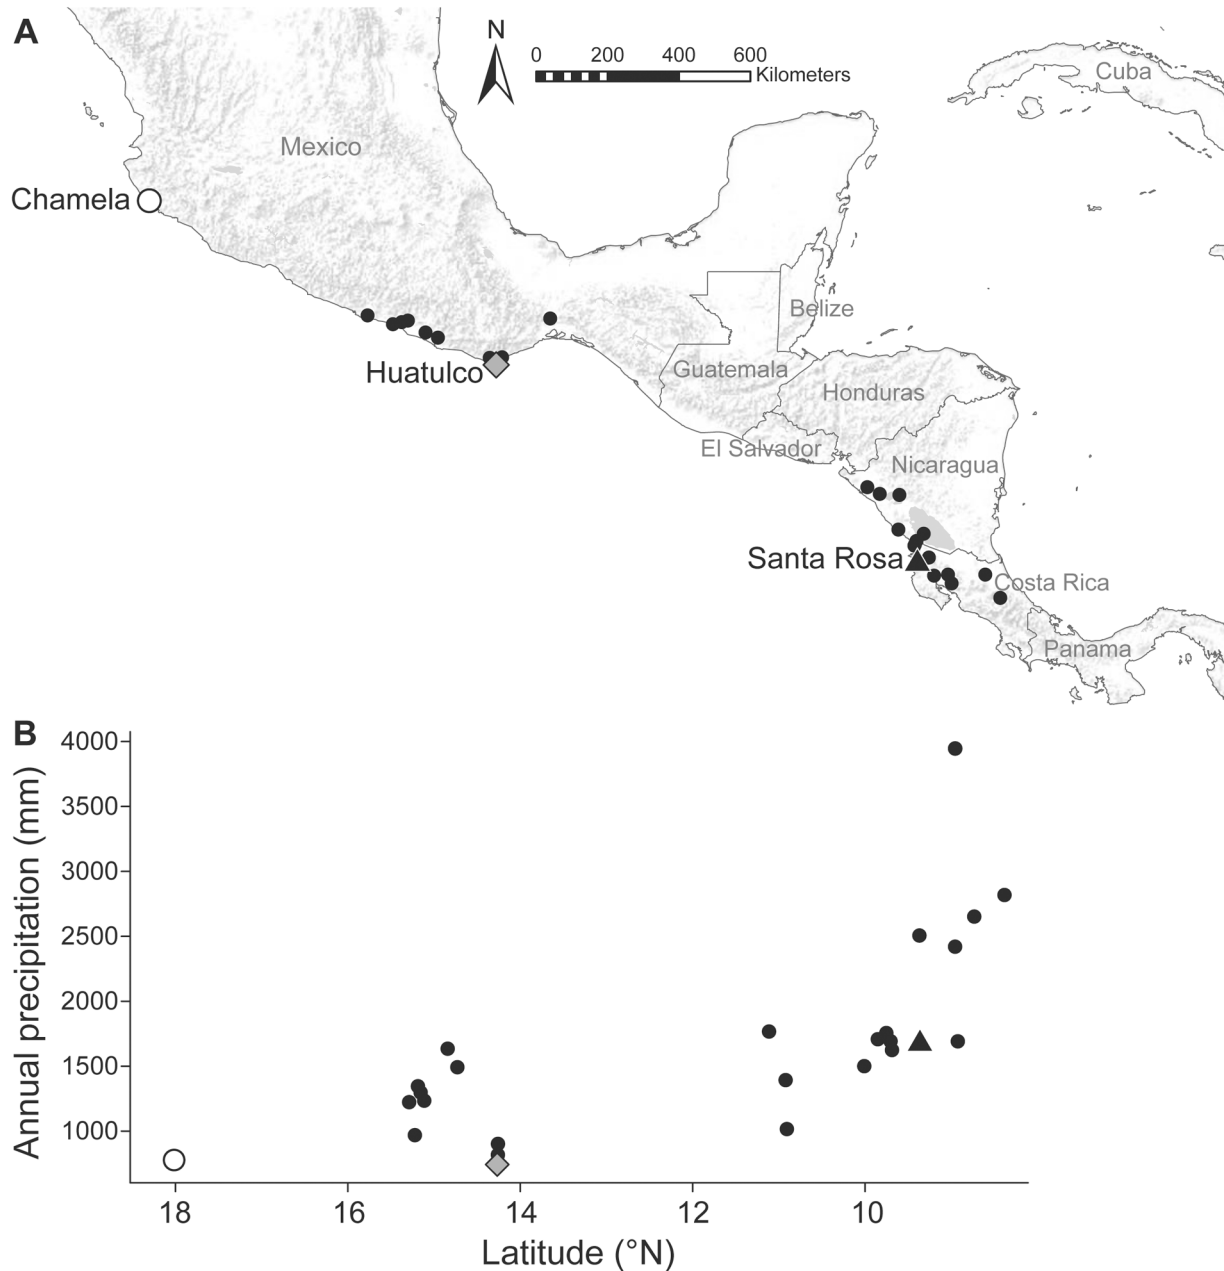 A
N
0 200 400 600
Kilometers
Cuba
Mexico
Chamela
Belize
Huatulco
Guatemala
Honduras
El Salvador
Nicaragua
Santa Rosa
Costa Rica
Panama
B
4000
3500
3000
2500
2000
1500
1000
Annual precipitation (mm)
18 16 14 12 10
Latitude (°N)